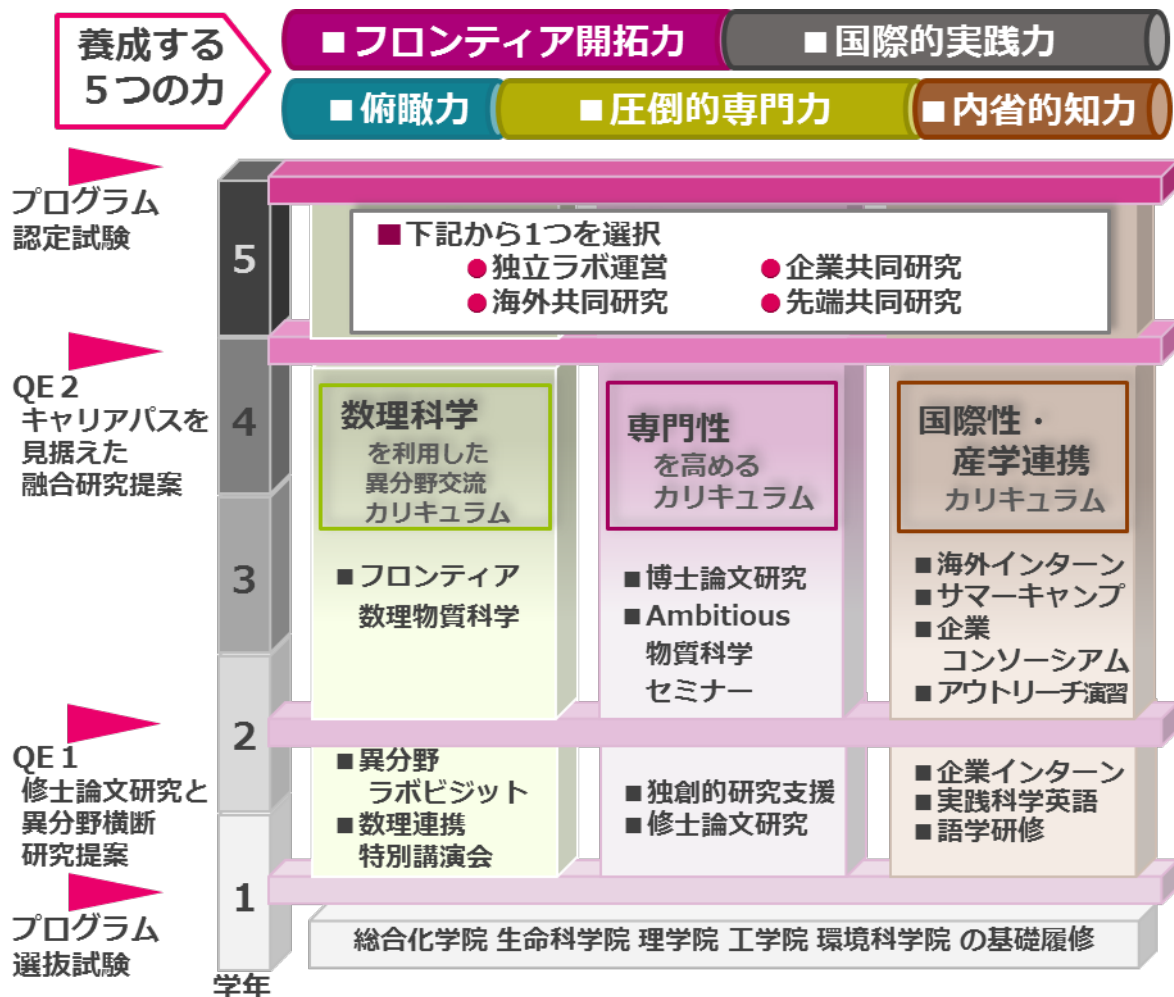 養成する
5つの力
■フロンティア開拓力
■国際的実践力
■俯瞰力
■圧倒的専門力
■内省的知力
プログラム
認定試験
5
■下記から1つを選択
●独立ラボ運営
●企業共同研究
●海外共同研究
●先端共同研究
QE2
キャリアパスを
見据えた
融合研究提案
4
数理科学
を利用した
異分野交流
カリキュラム
専門性
を高める
カリキュラム
国際性・
産学連携
カリキュラム
3
■フロンティア
数理物質科学
■博士論文研究
■Ambitious
物質科学
セミナー
■海外インターン
■サマーキャンプ
■企業
コンソーシアム
■アウトリーチ演習
2
QE1
修士論文研究と
異分野横断
研究提案
■異分野
ラボビジット
■数理連携
特別講演会
■独創的研究支援
■修士論文研究
■企業インターン
■実践科学英語
■語学研修
1
プログラム
選抜試験
総合化学院 生命科学院 理学院 工学院 環境科学院 の基礎履修
学年